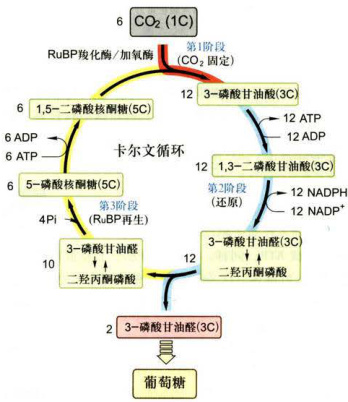 6 CO₂ (1C)
RuBP羧化酶/加氧酶
第1阶段
(CO₂ 固定)
6
1,5-二磷酸核酮糖(5C)
12
3-磷酸甘油酸(3C)
6 ADP
6 ATP
12 ATP
12 ADP
卡尔文循环
12
1,3-二磷酸甘油酸(3C)
6
5-磷酸核酮糖(5C)
第2阶段
(还原)
12 NADPH
12 NADP⁺
4Pi
第3阶段
(RuBP再生)
10
3-磷酸甘油醛
二羟丙酮磷酸
12
3-磷酸甘油醛(3C)
二羟丙酮磷酸
2
3-磷酸甘油醛(3C)
葡萄糖